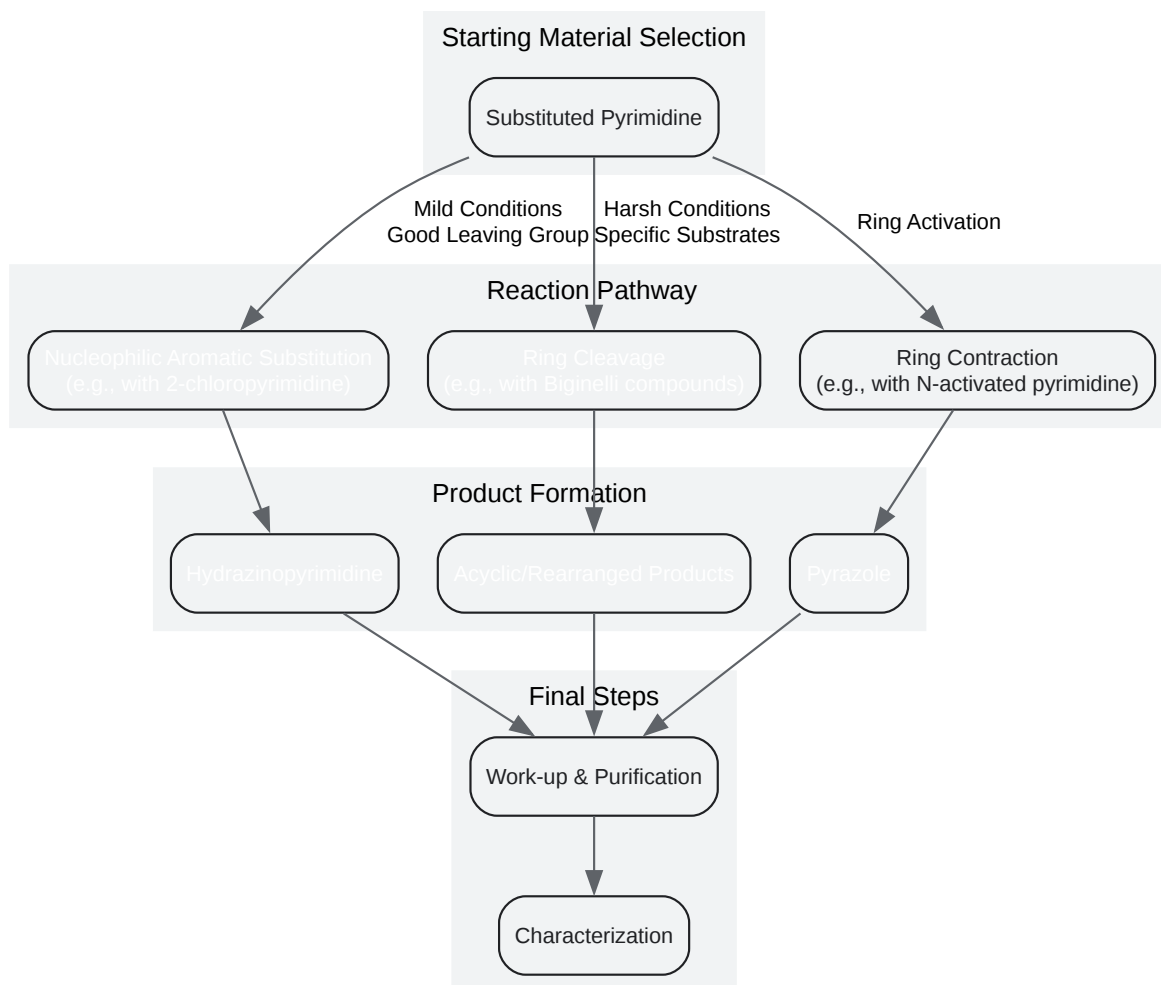 Starting Material Selection
Substituted Pyrimidine
Mild Conditions
Good Leaving Group
Harsh Conditions
Specific Substrates
Ring Activation
Reaction Pathway
Nucleophilic Aromatic Substitution
(e.g., with 2-chloropyrimidine)
Ring Cleavage
(e.g., with Biginelli compounds)
Ring Contraction
(e.g., with N-activated pyrimidine)
Product Formation
Hydrazinopyrimidine
Acyclic/Rearranged Products
Pyrazole
Final Steps
Work-up & Purification
Characterization